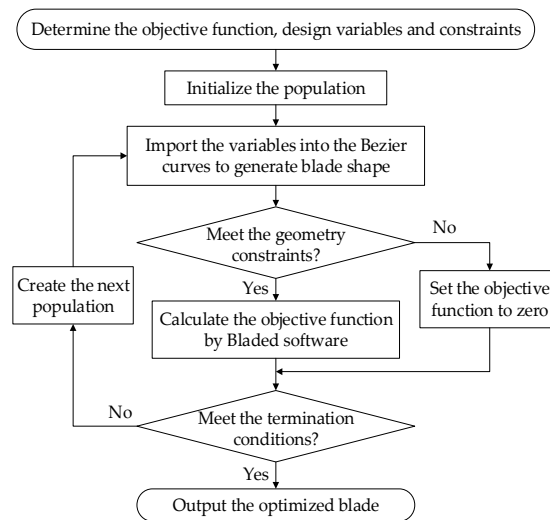 Determine the objective function, design variables and constraints
Initialize the population
Import the variables into the Bezier
curves to generate blade shape
Meet the geometry
constraints?
No
Yes
Create the next
population
Calculate the objective function
by Bladed software
Set the objective
function to zero
No
Meet the termination
conditions?
Yes
Output the optimized blade